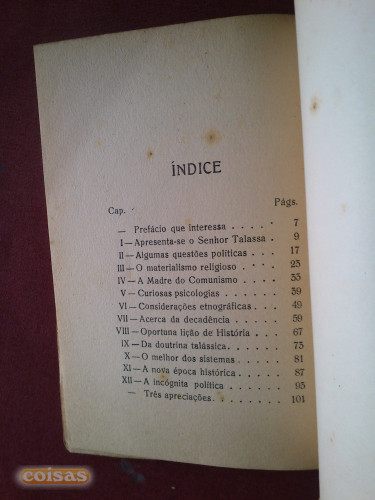 ÍNDICE
Cap. Págs.
— Prefácio que interessa . . . . . 7
I — Apresenta-se o Senhor Talassa . 9
II — Algumas questões políticas . . . 17
III — O materialismo religioso . . . . 23
IV — A Madre do Comunismo . . . . 33
V — Curiosas psicologias . . . . . 39
VI — Considerações etnográficas . . . 49
VII — Acerca da decadência . . . . . 59
VIII — Oportuna lição de História . . . 67
IX — Da doutrina talássica . . . . . 73
X — O melhor dos sistemas . . . . 81
XI — A nova época histórica . . . . 87
XII — A incógnita política . . . . . 93
— Três apreciações . . . . . . 101
coisas